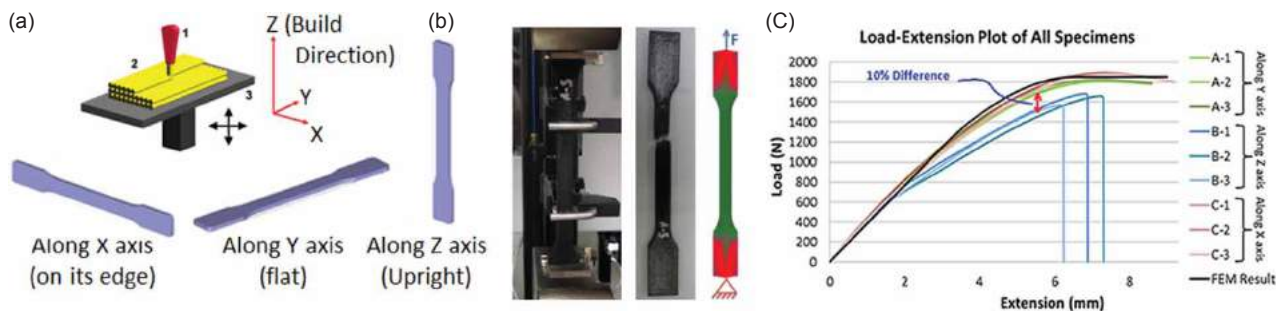 (a)
1
2
3
Z (Build
Direction)
Y
X
Along X axis
(on its edge)
Along Y axis
(flat)
Along Z axis
(Upright)
(b)
A-S
A-S
F
(C)
Load-Extension Plot of All Specimens
10% Difference
Load (N)
2000
1800
1600
1400
1200
1000
800
600
400
200
0
0
2
4
6
8
Extension (mm)
A-1
A-2
A-3
Along Y axis
B-1
B-2
B-3
Along Z axis
C-1
C-2
C-3
Along X axis
FEM Result